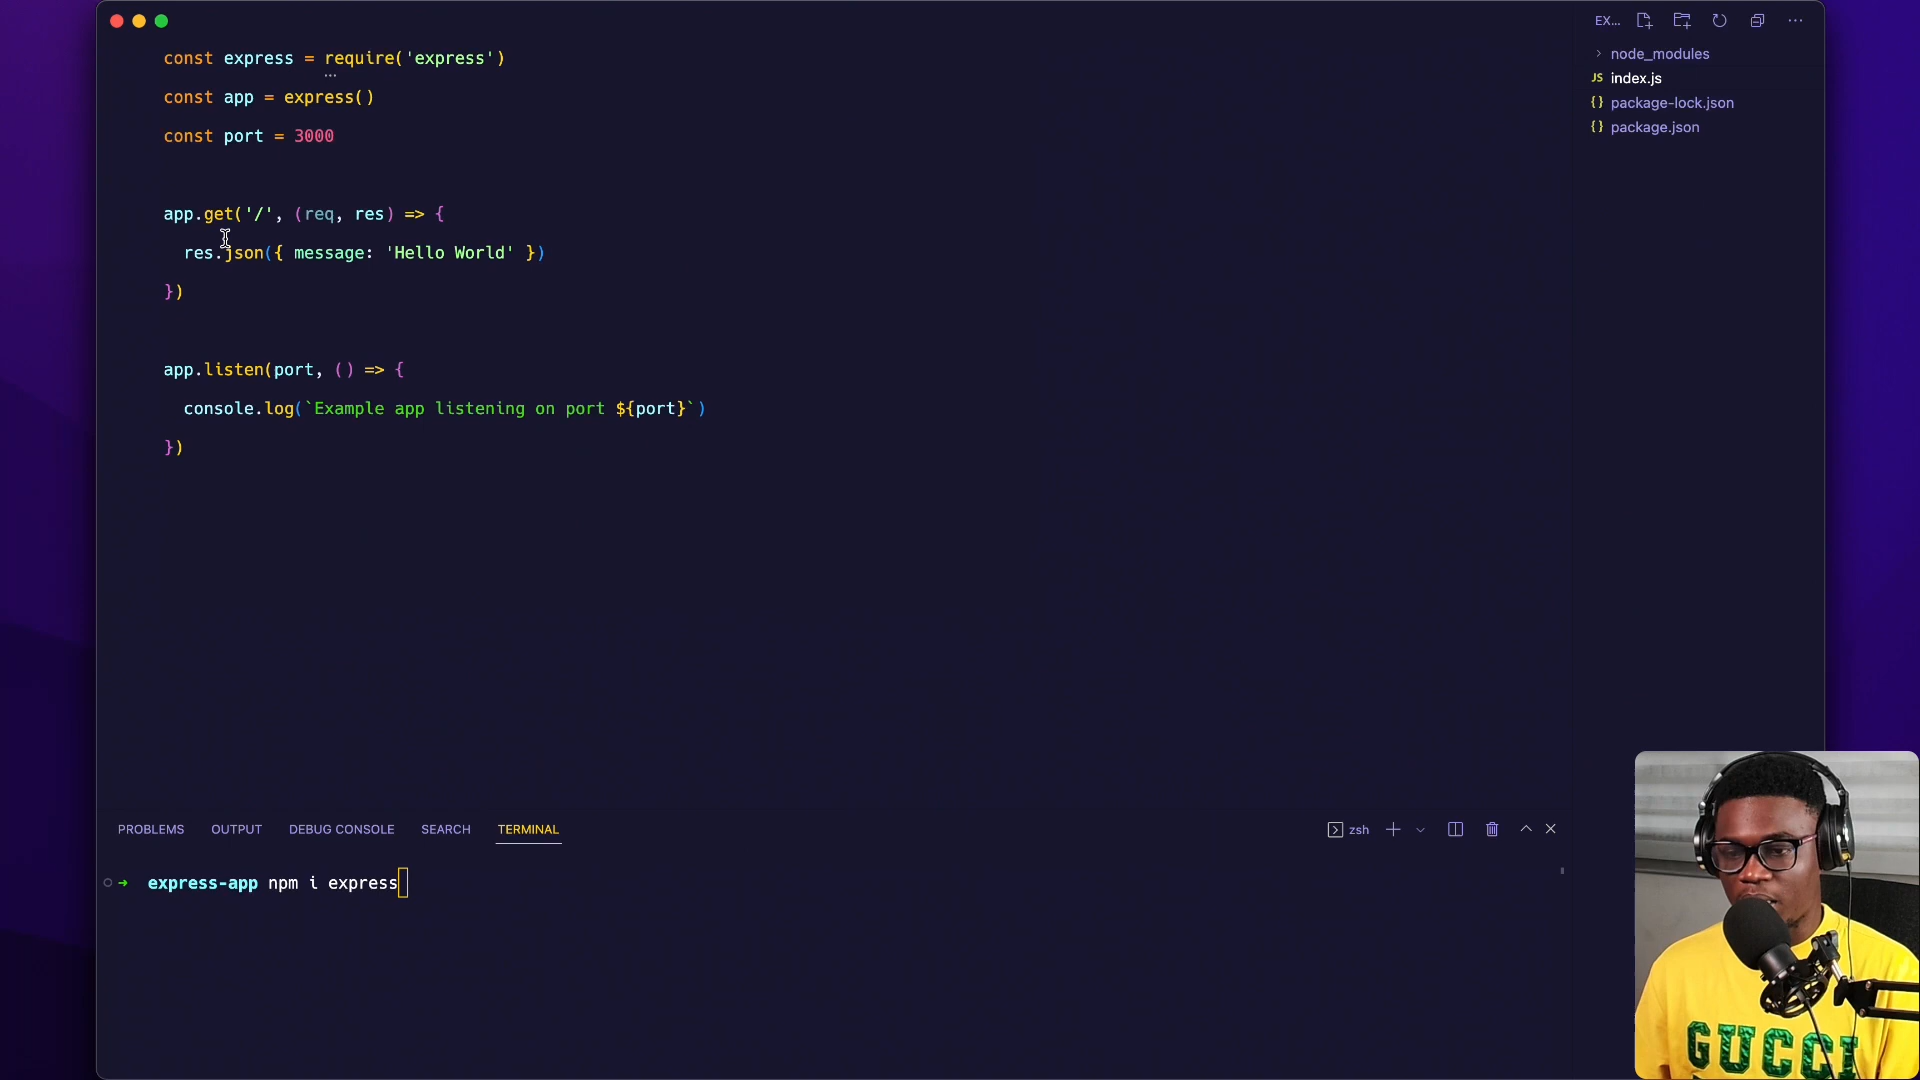 const express = require('express')
const app = express()
const port = 3000
app.get('/', (req, res) => {
res.json({ message: 'Hello World' })
})
app.listen(port, () => {
console.log(`Example app listening on port ${port}`)
})
EX...
node_modules
JS index.js
{} package-lock.json
{} package.json
PROBLEMS OUTPUT DEBUG CONSOLE SEARCH TERMINAL
zsh
express-app npm i express
GUCCI